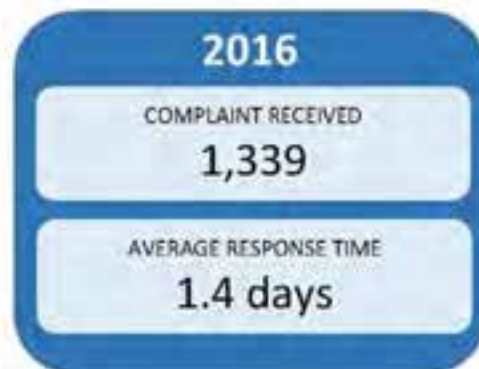 2016
COMPLAINT RECEIVED
1,339
AVERAGE RESPONSE TIME
1.4 days